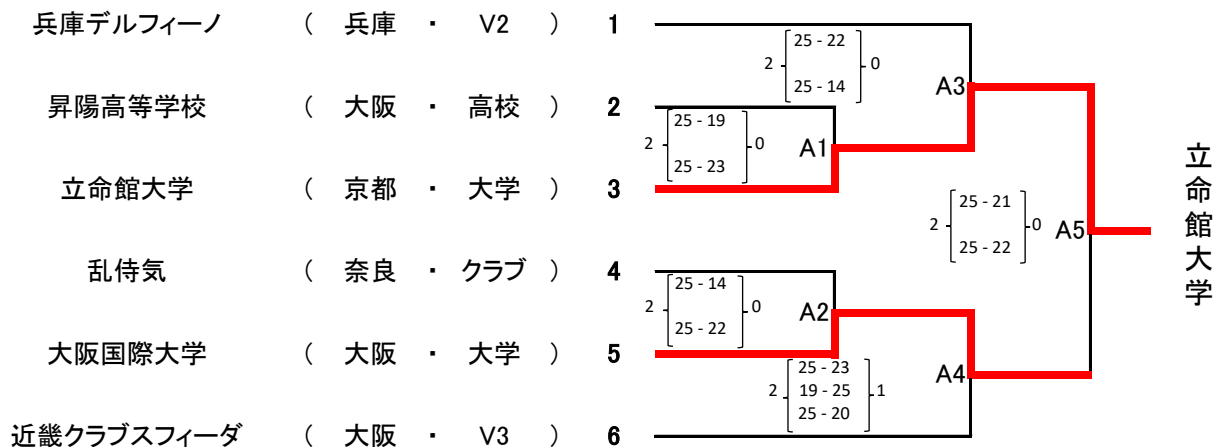 兵庫デルフィーノ ( 兵庫 ・ V2 ) 1
25 - 22
2 - 0
25 - 14
A3
昇陽高等学校 ( 大阪 ・ 高校 ) 2
25 - 19
2 - 0
25 - 23
A1
立命館大学 ( 京都 ・ 大学 ) 3
25 - 21
2 - 0
25 - 22
A5
立命館大学
乱侍気 ( 奈良 ・ クラブ ) 4
25 - 14
2 - 0
25 - 22
A2
大阪国際大学 ( 大阪 ・ 大学 ) 5
25 - 23
2 19 - 25 1
25 - 20
A4
近畿クラブスフィーダ ( 大阪 ・ V3 ) 6